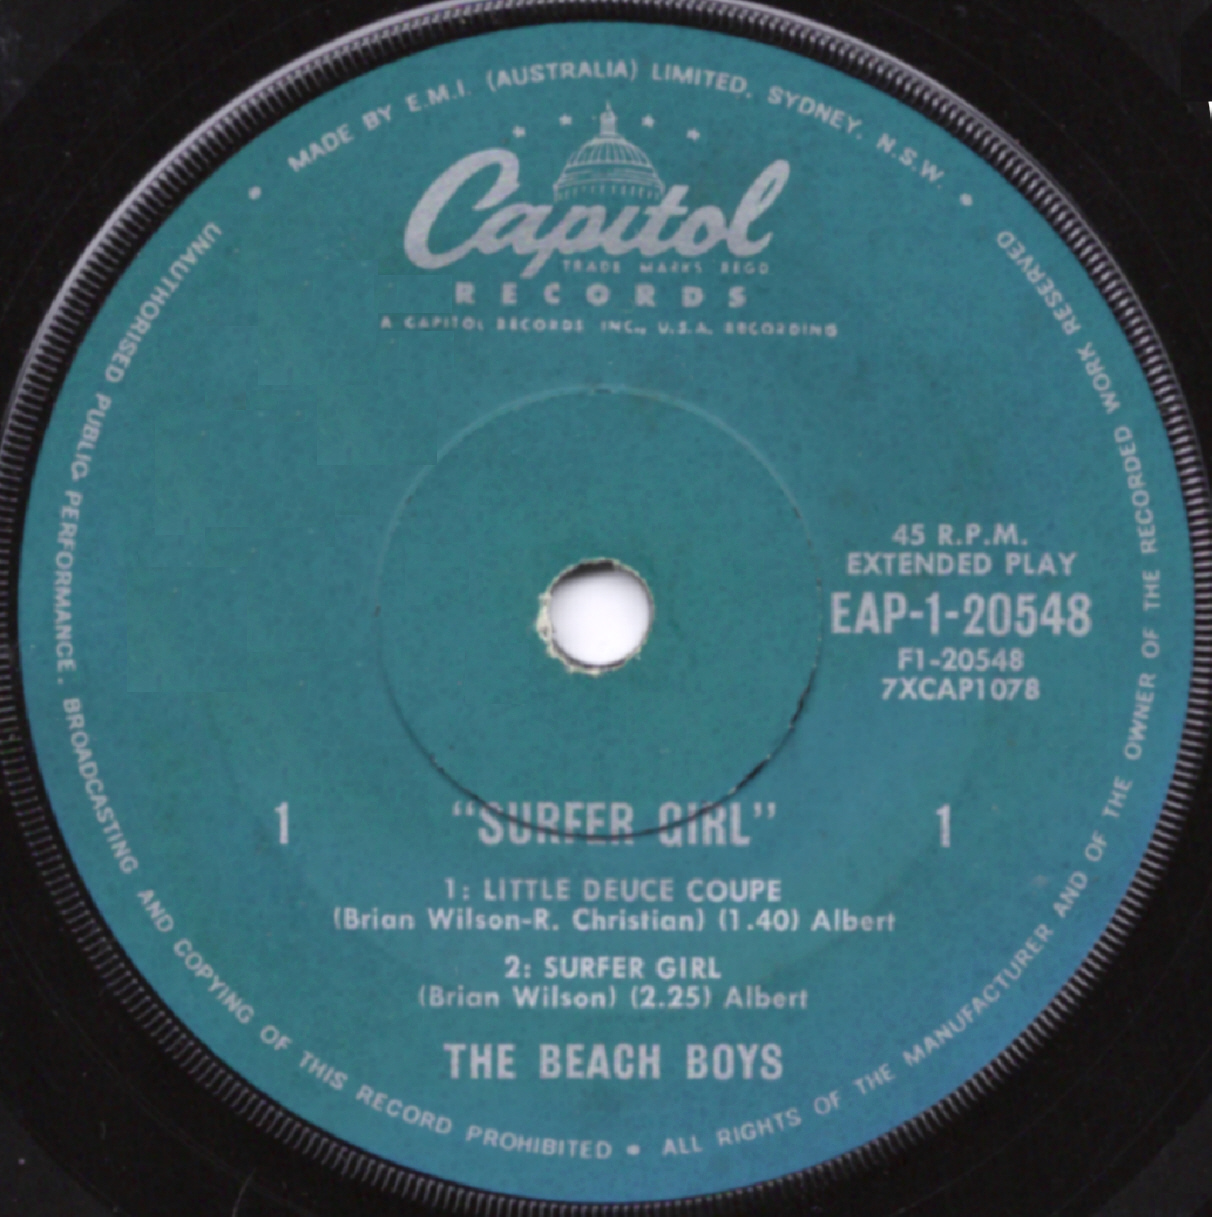 MADE BY E.M.I. (AUSTRALIA) LIMITED. SYDNEY. N.S.W. •
Capitol
TRADE MARKS REGD
RECORDS
A CAPITOL RECORDS INC., U.S.A. RECORDING
45 R.P.M.
EXTENDED PLAY
EAP-1-20548
F1-20548
7XCAP1078
1 "SURFER GIRL" 1
1: LITTLE DEUCE COUPE
(Brian Wilson-R. Christian) (1.40) Albert
2: SURFER GIRL
(Brian Wilson) (2.25) Albert
THE BEACH BOYS
UNAUTHORISED PUBLIC PERFORMANCE. BROADCASTING AND COPYING OF THIS RECORD PROHIBITED • ALL RIGHTS OF THE MANUFACTURER AND OF THE OWNER OF THE RECORDED WORK RESERVED